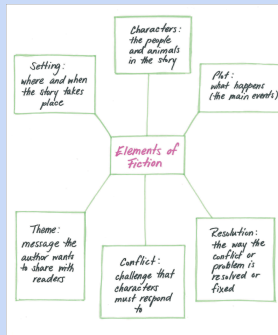 Characters:
the people
and animals
in the story
Setting:
where and when
the story takes
place
Plot:
what happens
(the main events)
Elements of
Fiction
Theme:
message the
author wants
to share with
readers
Conflict:
challenge that
characters
must respond
to
Resolution:
the way the
conflict or
problem is
resolved or
fixed